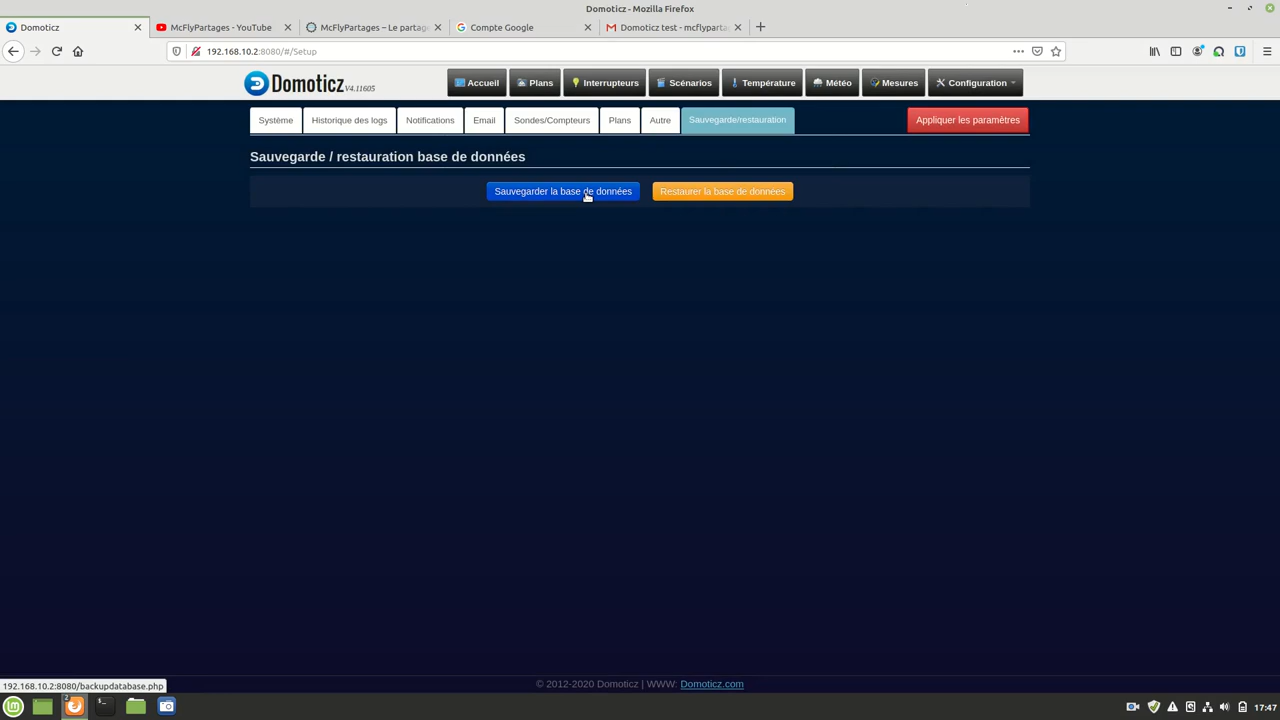 Domoticz - Mozilla Firefox
Domoticz
McFlyPartages - YouTube
McFlyPartages – Le partage
Compte Google
Domoticz test - mcflyparta
192.168.10.2:8080/#/Setup
Domoticz V4.11605
Accueil
Plans
Interrupteurs
Scénarios
Température
Météo
Mesures
Configuration
Système
Historique des logs
Notifications
Email
Sondes/Compteurs
Plans
Autre
Sauvegarde/restauration
Appliquer les paramètres
Sauvegarde / restauration base de données
Sauvegarder la base de données
Restaurer la base de données
192.168.10.2:8080/backupdatabase.php
© 2012-2020 Domoticz | WWW: Domoticz.com
2
17:47